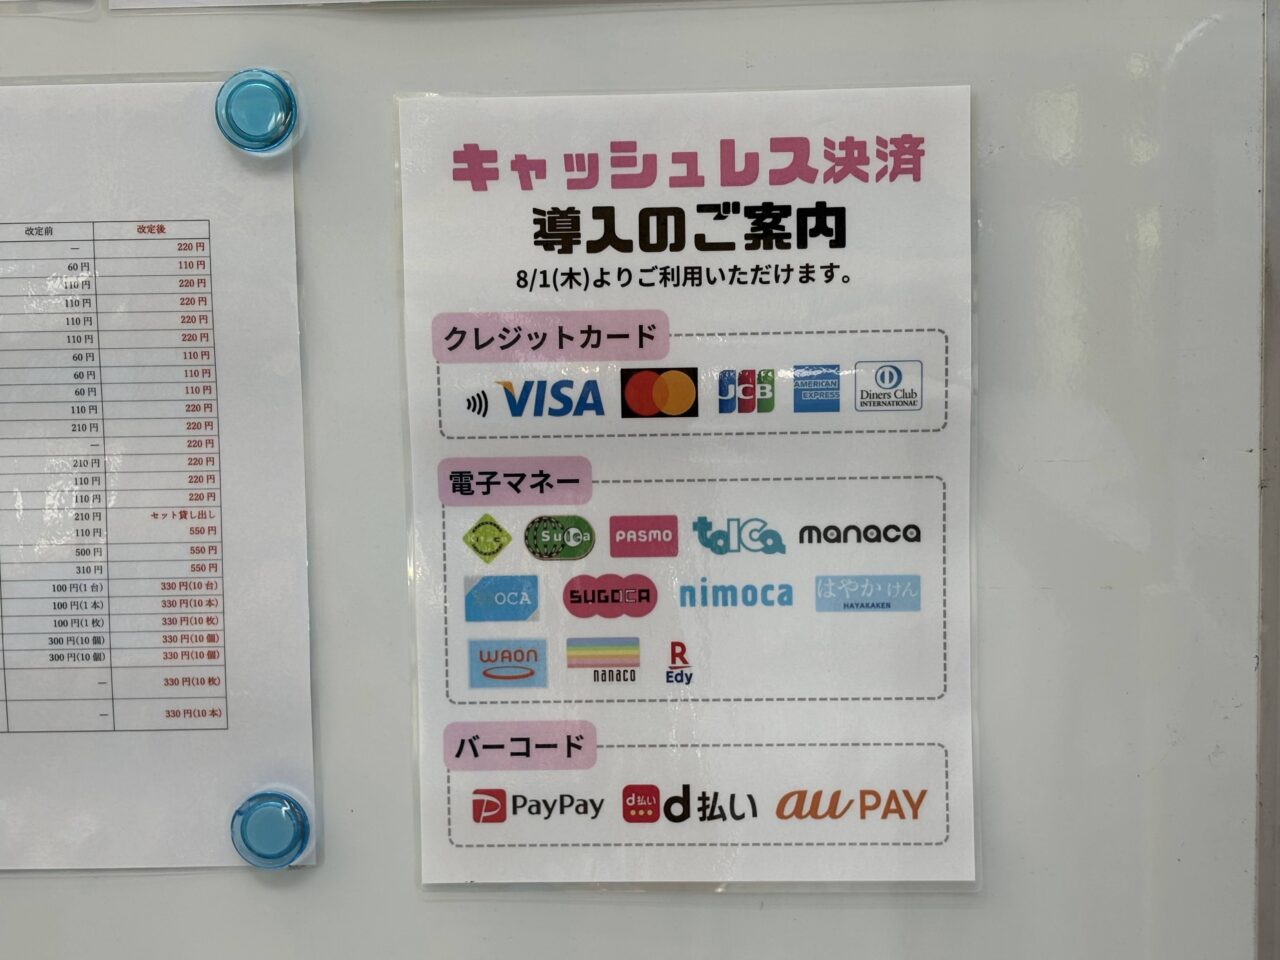 改定前 改定後
― 220円
60円 110円
110円 220円
110円 220円
110円 220円
110円 220円
60円 110円
60円 110円
60円 110円
110円 220円
210円 220円
― 220円
210円 220円
110円 220円
110円 220円
210円 セット貸し出し
110円 550円
500円 550円
310円 550円
100円(1台) 330円(10台)
100円(1本) 330円(10本)
100円(1枚) 330円(10枚)
300円(10個) 330円(10個)
300円(10個) 330円(10個)
― 330円(10枚)
― 330円(10本)
キャッシュレス決済
導入のご案内
8/1(木)よりご利用いただけます。
クレジットカード
VISA JCB AMERICAN EXPRESS Diners Club INTERNATIONAL
電子マネー
Kitaca Suica PASMO TOICa manaca
ICOCA SUGOCA nimoca はやかけん HAYAKAKEN
WAON nanaco R Edy
バーコード
PayPay d払い d払い au PAY